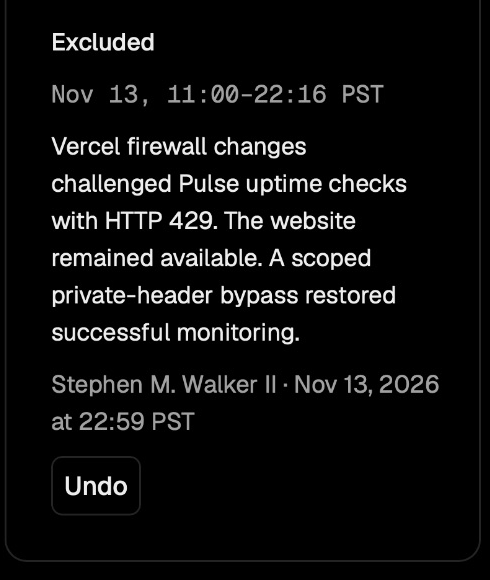 Excluded
Nov 13, 11:00–22:16 PST
Vercel firewall changes
challenged Pulse uptime checks
with HTTP 429. The website
remained available. A scoped
private-header bypass restored
successful monitoring.
Stephen M. Walker II · Nov 13, 2026
at 22:59 PST
Undo